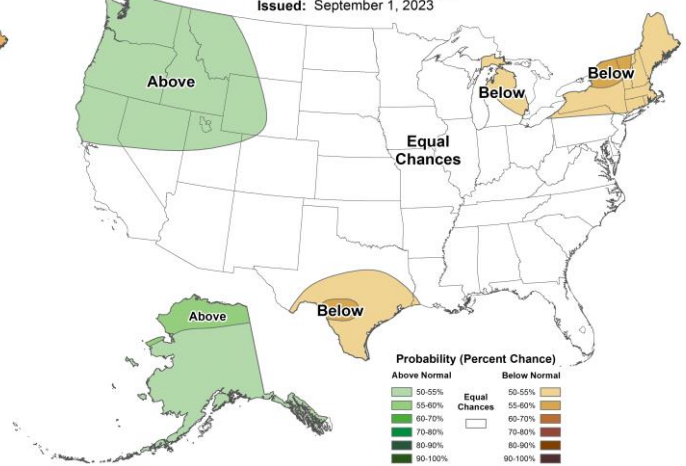 Issued: September 1, 2023
Above
Below
Below
Equal
Chances
Below
Above
Probability (Percent Chance)
Above Normal
Below Normal
50-55%
Equal
Chances
50-55%
55-60%
55-60%
60-70%
60-70%
70-80%
70-80%
80-90%
80-90%
90-100%
90-100%